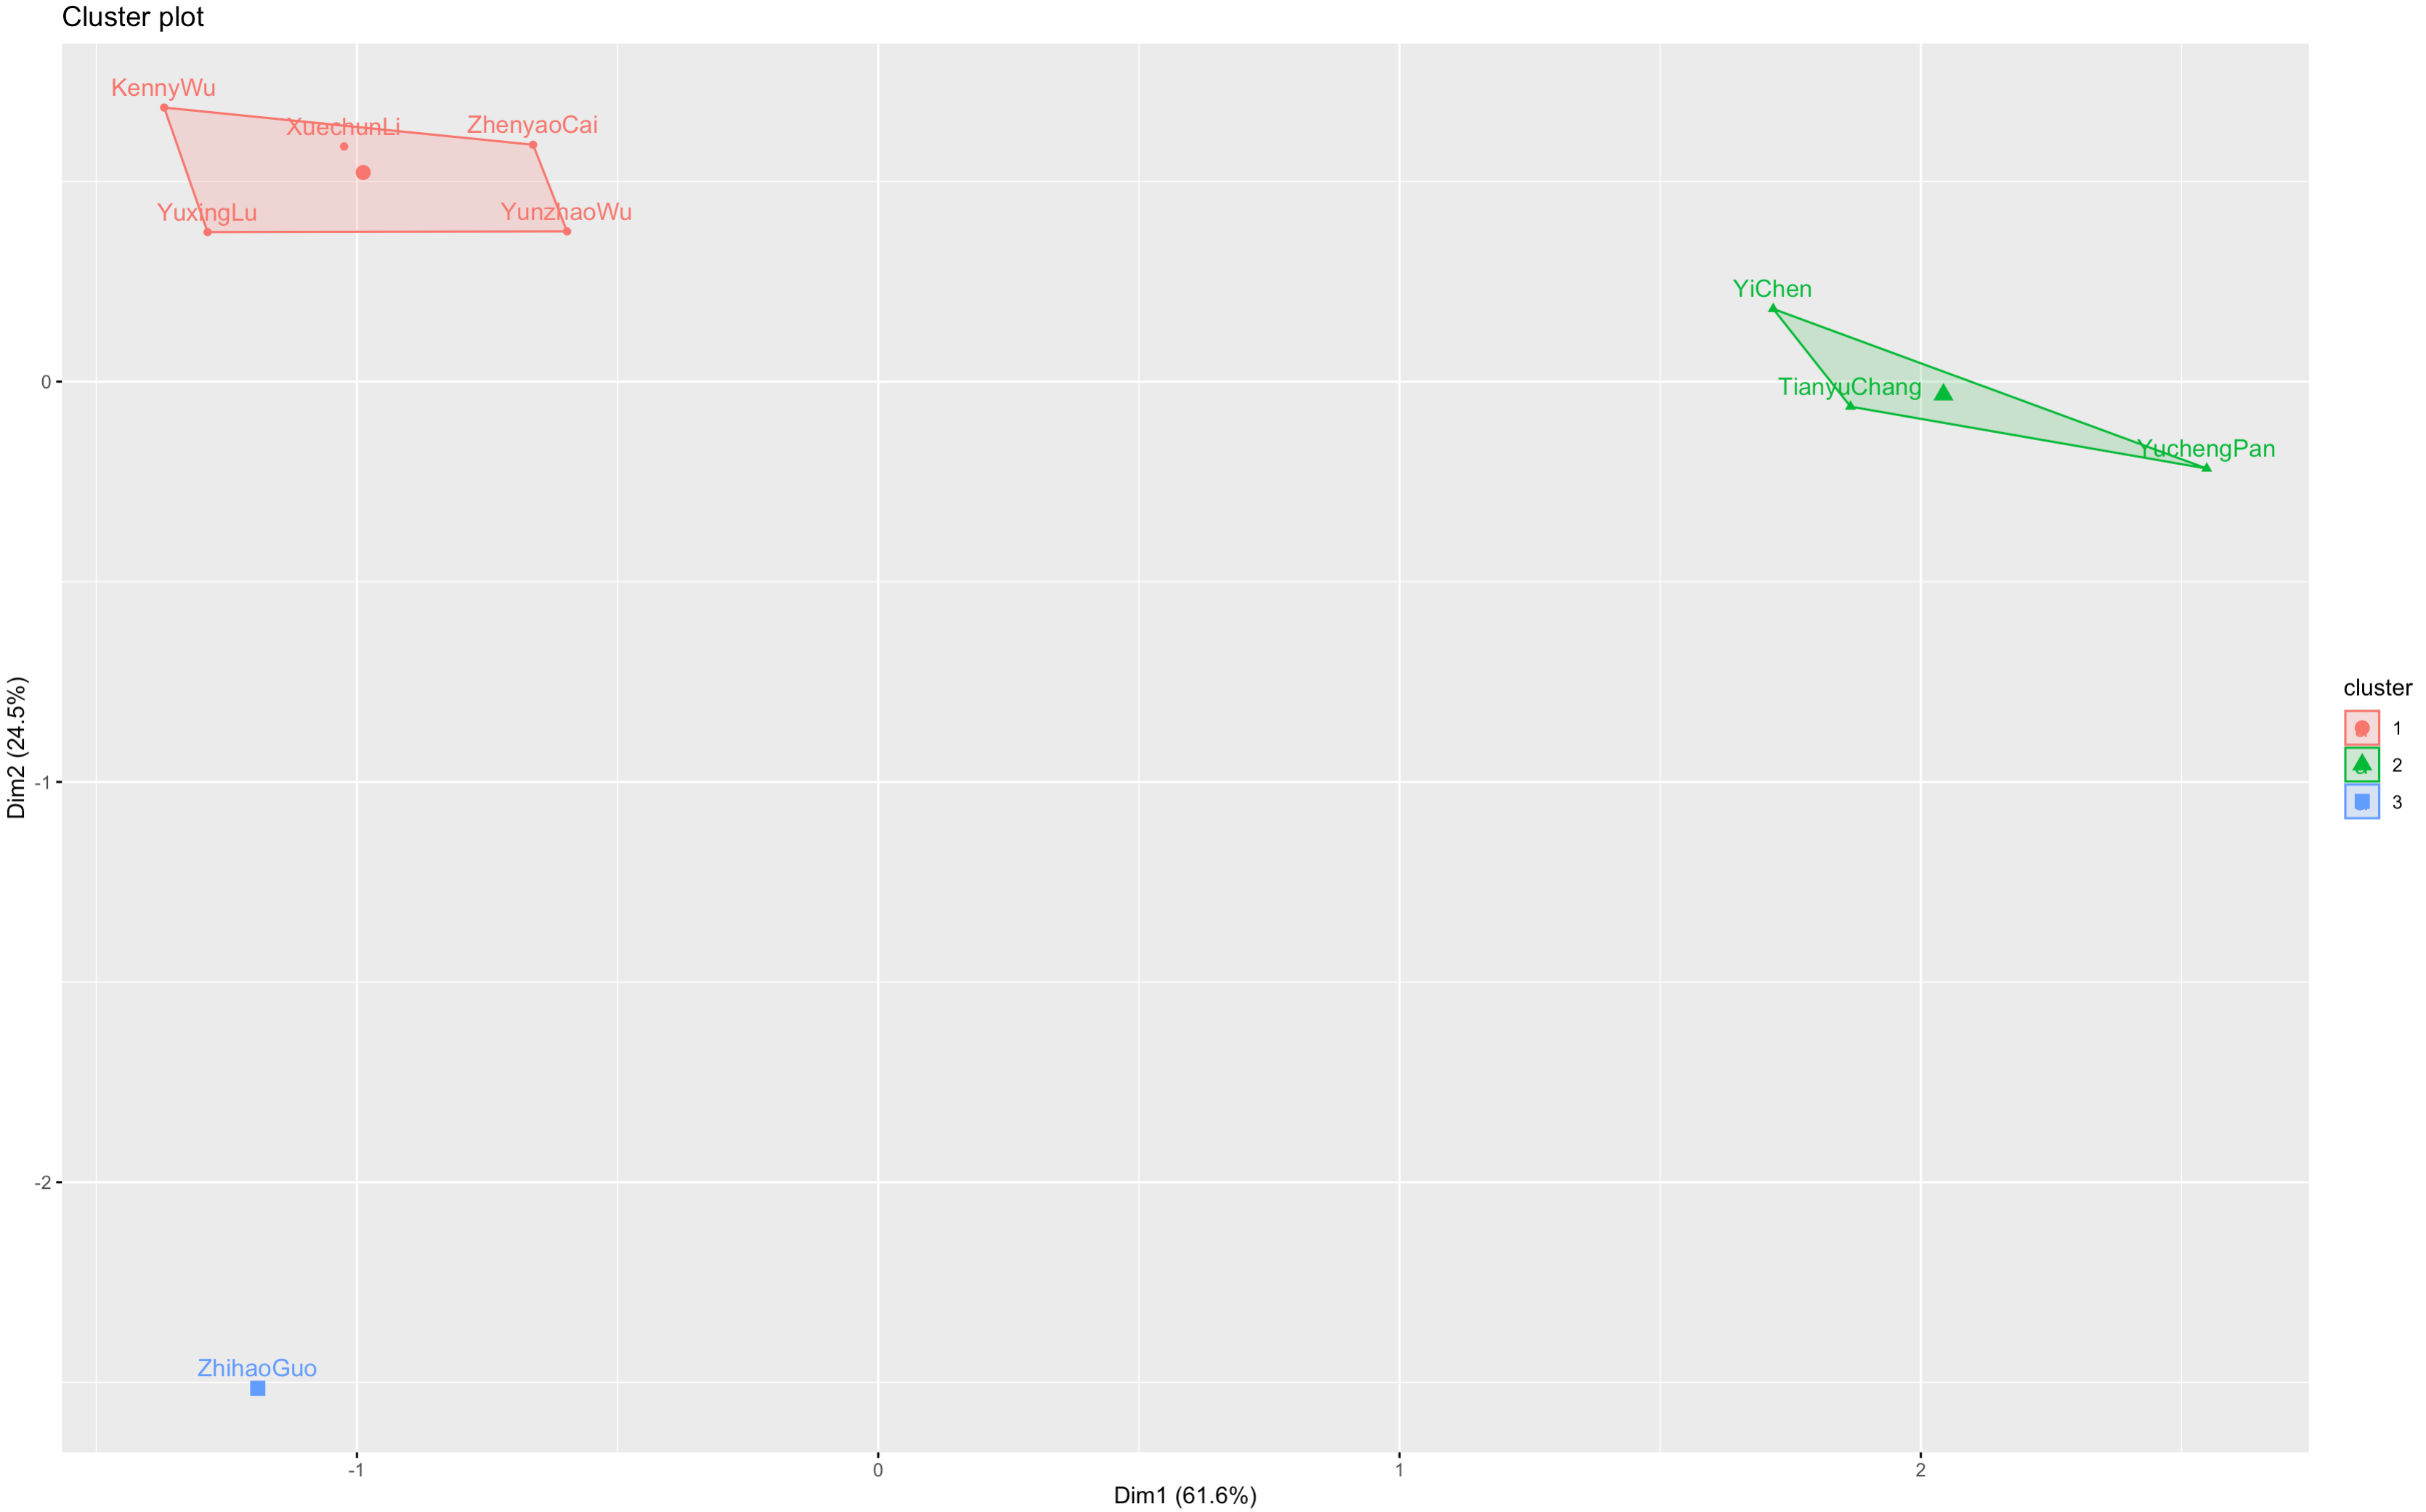 Cluster plot
KennyWu
XuechunLi
ZhenyaoCai
YuxingLu
YunzhaoWu
YiChen
TianyuChang
YuchengPan
ZhihaoGuo
0
-1
-2
Dim2 (24.5%)
-1
0
1
2
Dim1 (61.6%)
cluster
1
2
3